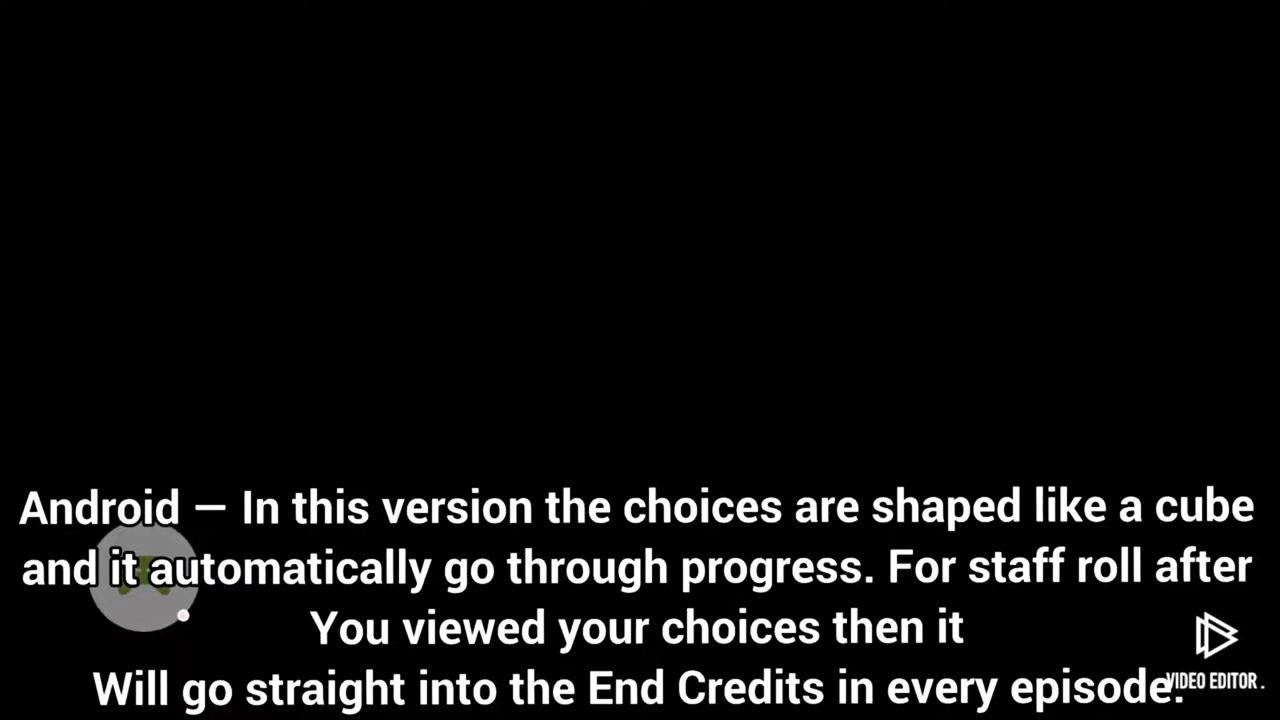 Android — In this version the choices are shaped like a cube
and it automatically go through progress. For staff roll after
You viewed your choices then it
Will go straight into the End Credits in every episode.
VIDEO EDITOR.